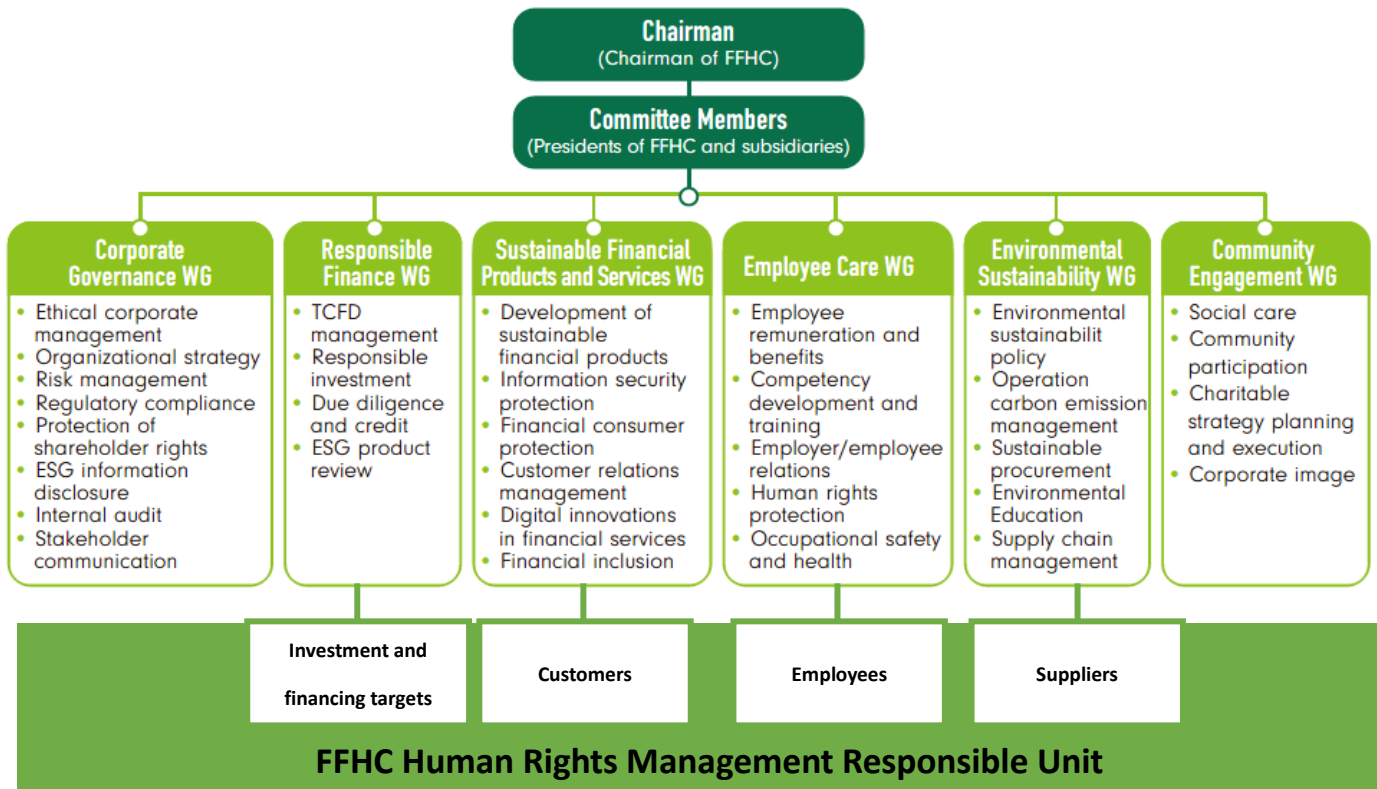 Chairman
(Chairman of FFHC)
Committee Members
(Presidents of FFHC and subsidiaries)
Corporate
Governance WG
• Ethical corporate
management
• Organizational strategy
• Risk management
• Regulatory compliance
• Protection of
shareholder rights
• ESG information
disclosure
• Internal audit
• Stakeholder
communication
Responsible
Finance WG
• TCFD
management
• Responsible
investment
• Due diligence
and credit
• ESG product
review
Sustainable Financial
Products and Services WG
• Development of
sustainable
financial products
• Information security
protection
• Financial consumer
protection
• Customer relations
management
• Digital innovations
in financial services
• Financial inclusion
Employee Care WG
• Employee
remuneration and
benefits
• Competency
development and
training
• Employer/employee
relations
• Human rights
protection
• Occupational safety
and health
Environmental
Sustainability WG
• Environmental
sustainabilit
policy
• Operation
carbon emission
management
• Sustainable
procurement
• Environmental
Education
• Supply chain
management
Community
Engagement WG
• Social care
• Community
participation
• Charitable
strategy planning
and execution
• Corporate image
Investment and
financing targets
Customers
Employees
Suppliers
FFHC Human Rights Management Responsible Unit